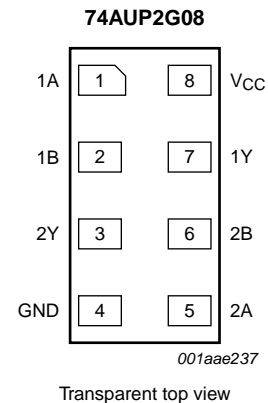 74AUP2G08
1A 1 8 VCC
1B 2 7 1Y
2Y 3 6 2B
GND 4 5 2A
001aae237
Transparent top view